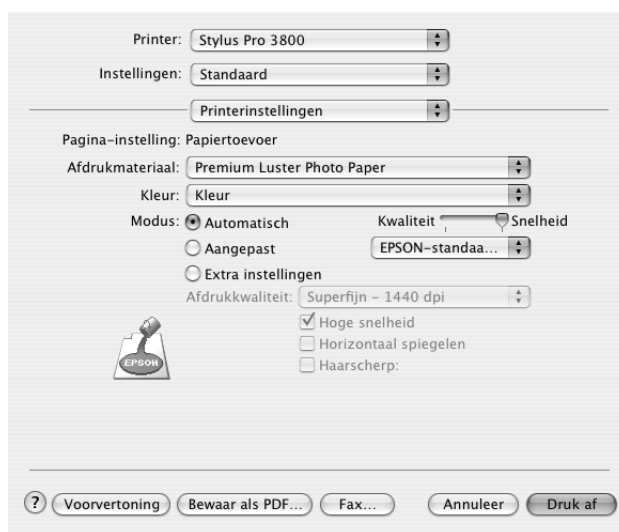 Printer: Stylus Pro 3800
Instellingen: Standaard
Printerinstellingen
Pagina-instelling: Papiertoevoer
Afdrukmateriaal: Premium Luster Photo Paper
Kleur: Kleur
Modus: Automatisch Kwaliteit Snelheid
Aangepast EPSON-standaa...
Extra instellingen
Afdrukkwaliteit: Superfijn - 1440 dpi
Hoge snelheid
Horizontaal spiegelen
Haarscherp:
EPSON
? Voorvertoning Bewaar als PDF... Fax... Annuleer Druk af